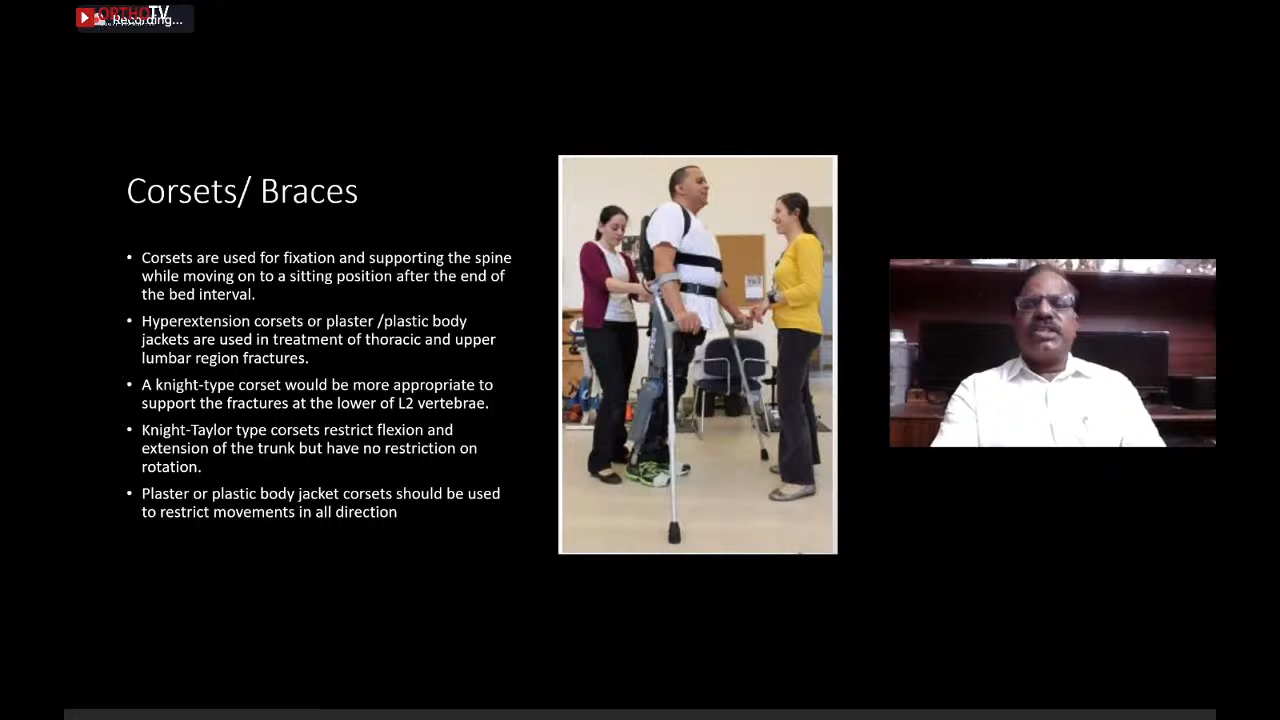 ORTHOTV
Recording...
Corsets/ Braces
• Corsets are used for fixation and supporting the spine
while moving on to a sitting position after the end of
the bed interval.
• Hyperextension corsets or plaster /plastic body
jackets are used in treatment of thoracic and upper
lumbar region fractures.
• A knight-type corset would be more appropriate to
support the fractures at the lower of L2 vertebrae.
• Knight-Taylor type corsets restrict flexion and
extension of the trunk but have no restriction on
rotation.
• Plaster or plastic body jacket corsets should be used
to restrict movements in all direction